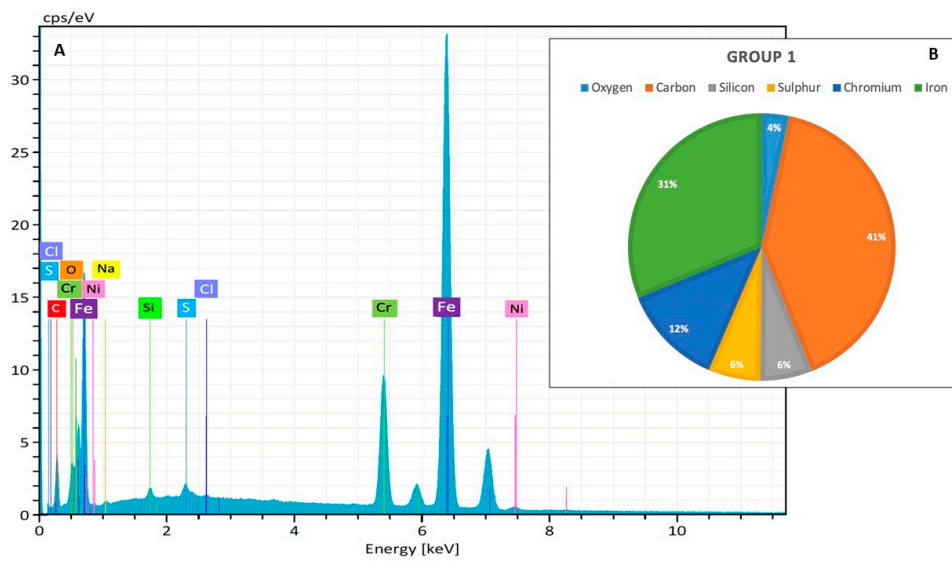 cps/eV
A
30
25
20
15
10
5
0
Cl
S O Na
Cr Ni
C Fe Si S Cl Cr Fe Ni
0 2 4 6 8 10
Energy [keV]
B
GROUP 1
Oxygen Carbon Silicon Sulphur Chromium Iron
4%
31%
41%
12%
6% 6%